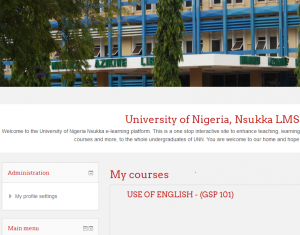 University of Nigeria, Nsukka LMS
Welcome to the University of Nigeria Nsukka e-learning platform. This is a one stop interactive site to enhance teaching, learning
courses and more, to the whole undergraduates of UNN. You are welcome to our home and hope
Administration
My profile settings
Main menu
My courses
USE OF ENGLISH - (GSP 101)